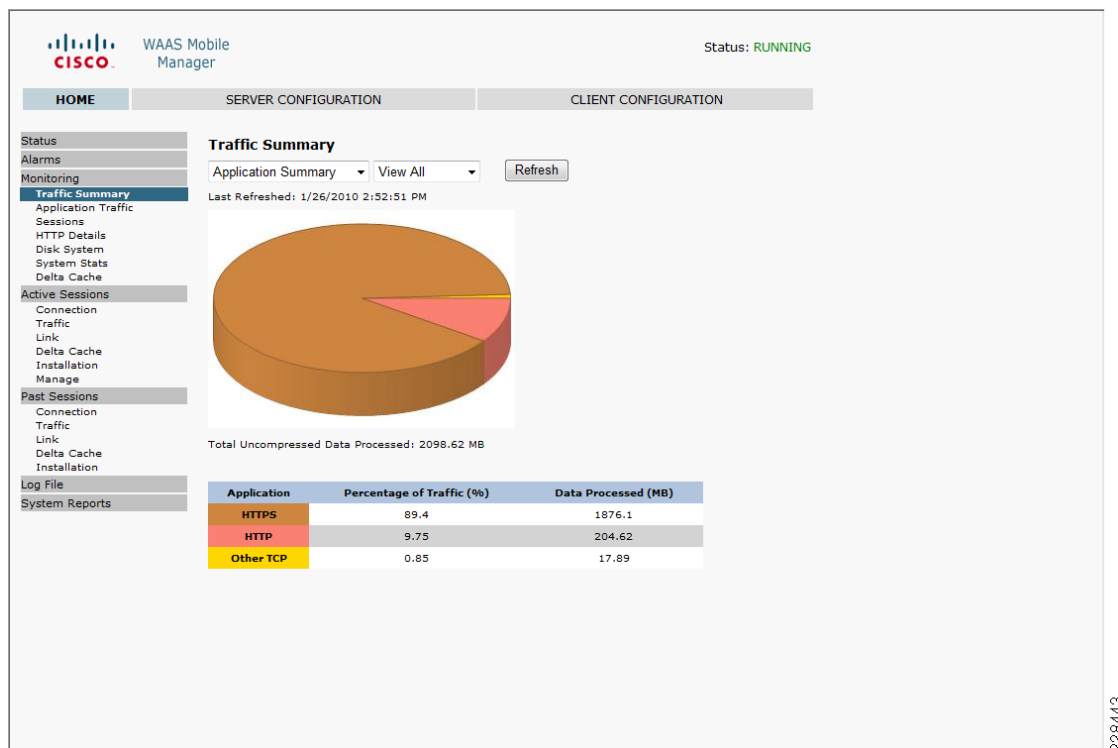 CISCO
WAAS Mobile
Manager
Status: RUNNING
HOME
SERVER CONFIGURATION
CLIENT CONFIGURATION
Status
Alarms
Monitoring
Traffic Summary
Application Traffic
Sessions
HTTP Details
Disk System
System Stats
Delta Cache
Active Sessions
Connection
Traffic
Link
Delta Cache
Installation
Manage
Past Sessions
Connection
Traffic
Link
Delta Cache
Installation
Log File
System Reports
Traffic Summary
Application Summary View All Refresh
Last Refreshed: 1/26/2010 2:52:51 PM
Total Uncompressed Data Processed: 2098.62 MB
Application Percentage of Traffic (%) Data Processed (MB)
HTTPS 89.4 1876.1
HTTP 9.75 204.62
Other TCP 0.85 17.89
228443